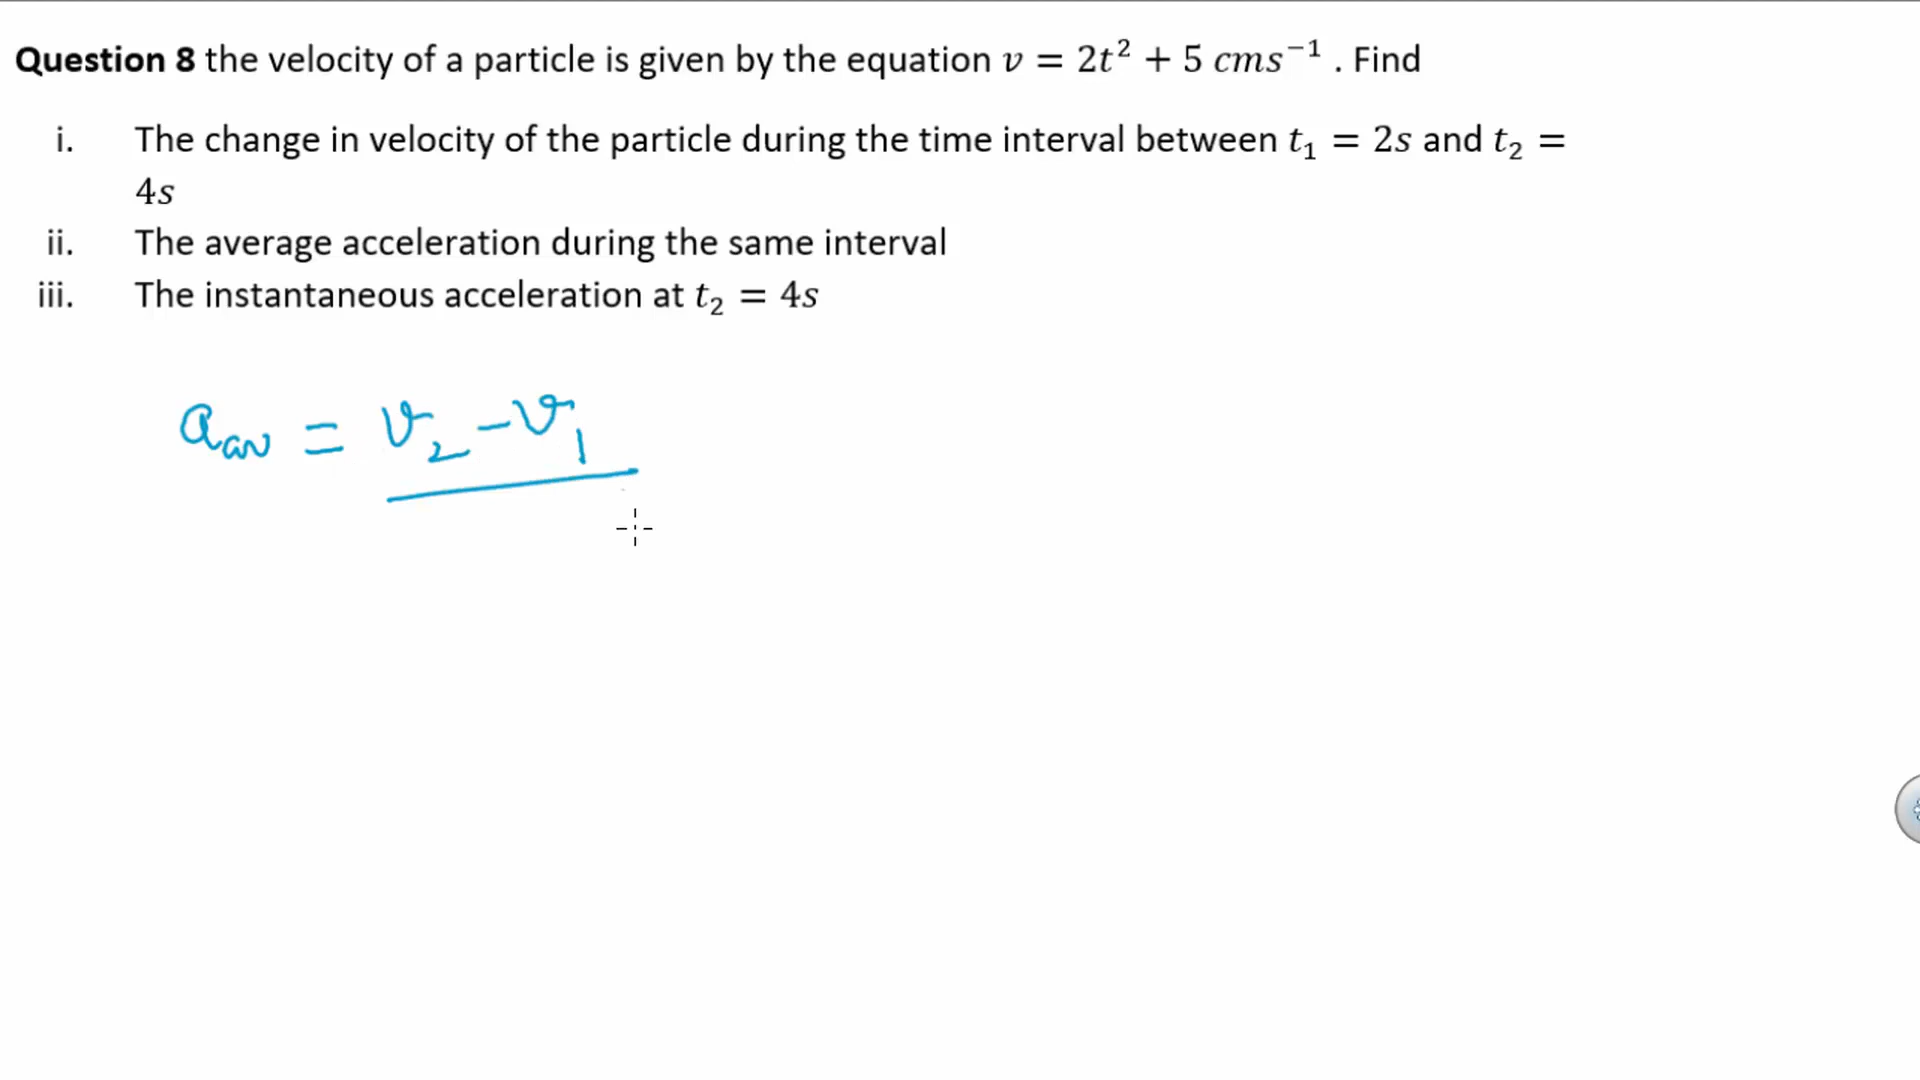 Question 8 the velocity of a particle is given by the equation v = 2t² + 5 cms⁻¹ . Find
i. The change in velocity of the particle during the time interval between t₁ = 2s and t₂ =
4s
ii. The average acceleration during the same interval
iii. The instantaneous acceleration at t₂ = 4s
aav = v₂ - v₁